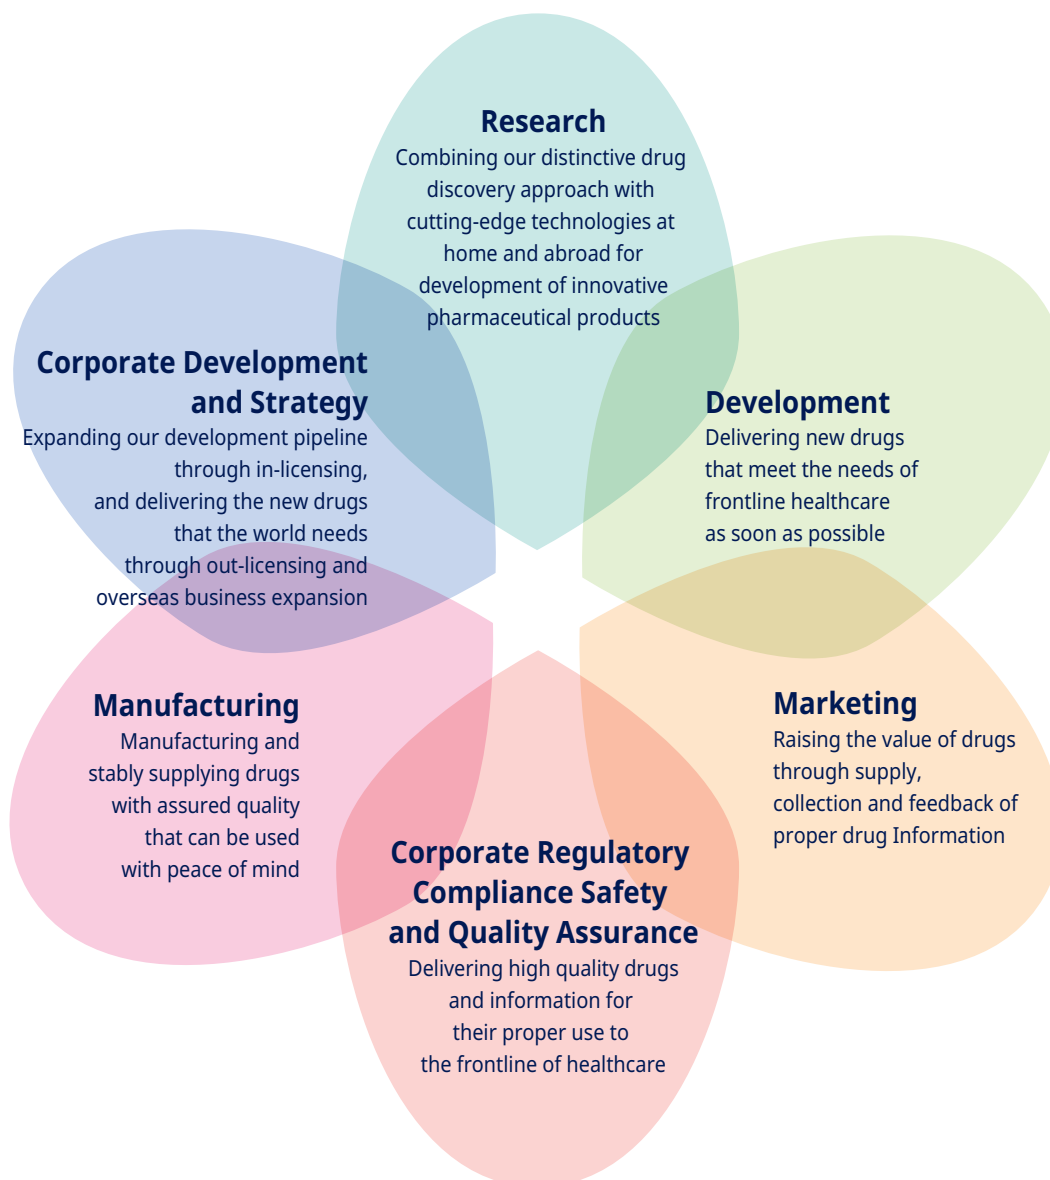 Research
Combining our distinctive drug
discovery approach with
cutting-edge technologies at
home and abroad for
development of innovative
pharmaceutical products
Corporate Development
and Strategy
Expanding our development pipeline
through in-licensing,
and delivering the new drugs
that the world needs
through out-licensing and
overseas business expansion
Development
Delivering new drugs
that meet the needs of
frontline healthcare
as soon as possible
Manufacturing
Manufacturing and
stably supplying drugs
with assured quality
that can be used
with peace of mind
Marketing
Raising the value of drugs
through supply,
collection and feedback of
proper drug Information
Corporate Regulatory
Compliance Safety
and Quality Assurance
Delivering high quality drugs
and information for
their proper use to
the frontline of healthcare